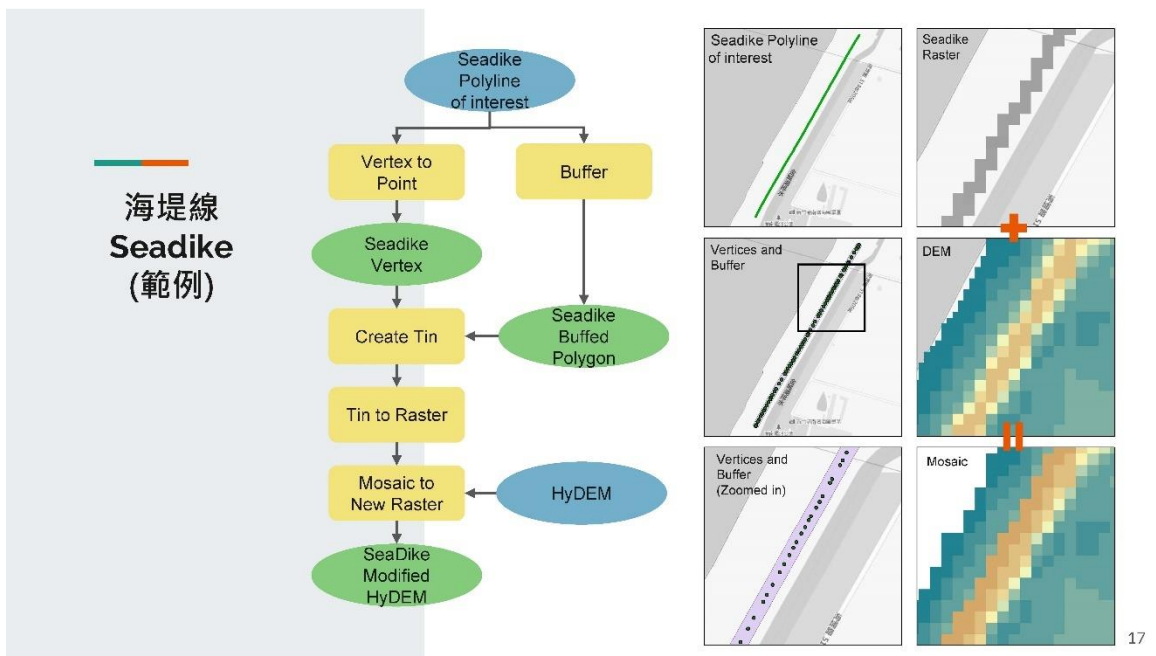 海堤線
Seadike
(範例)
Seadike
Polyline
of interest
Vertex to
Point
Buffer
Seadike
Vertex
Create Tin
Seadike
Buffed
Polygon
Tin to Raster
Mosaic to
New Raster
HyDEM
SeaDike
Modified
HyDEM
Seadike Polyline
of interest
Seadike
Raster
Vertices and
Buffer
DEM
Vertices and
Buffer
(Zoomed in)
Mosaic
17